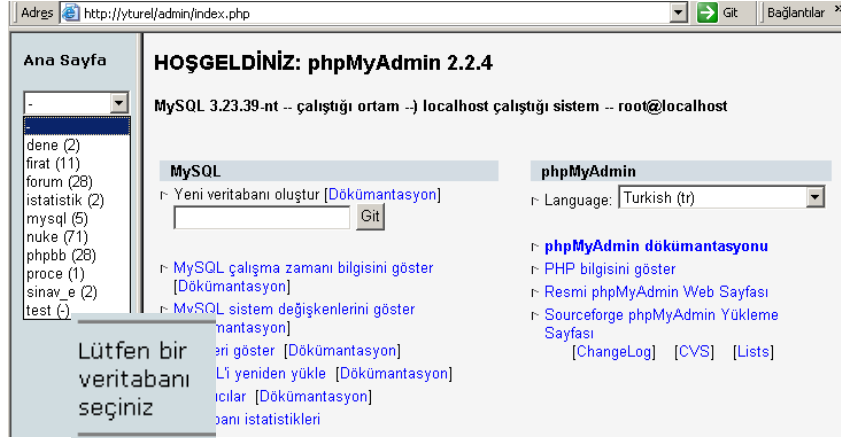 Adres http://yturel/admin/index.php Git Bağlantılar »
Ana Sayfa
-
-
dene (2)
firat (11)
forum (28)
istatistik (2)
mysql (5)
nuke (71)
phpbb (28)
proce (1)
sinav_e (2)
test (-)
Lütfen bir
veritabanı
seçiniz
HOŞGELDİNİZ: phpMyAdmin 2.2.4
MySQL 3.23.39-nt -- çalıştığı ortam --) localhost çalıştığı sistem -- root@localhost
MySQL
Yeni veritabanı oluştur [Dökümantasyon]
Git
MySQL çalışma zamanı bilgisini göster
[Dökümantasyon]
MySQL sistem değişkenlerini göster
mantasyon]
eri göster [Dökümantasyon]
L'i yeniden yükle [Dökümantasyon]
ıcılar [Dökümantasyon]
banı istatistikleri
phpMyAdmin
Language: Turkish (tr)
phpMyAdmin dökümantasyonu
PHP bilgisini göster
Resmi phpMyAdmin Web Sayfası
Sourceforge phpMyAdmin Yükleme
Sayfası
[ChangeLog] [CVS] [Lists]